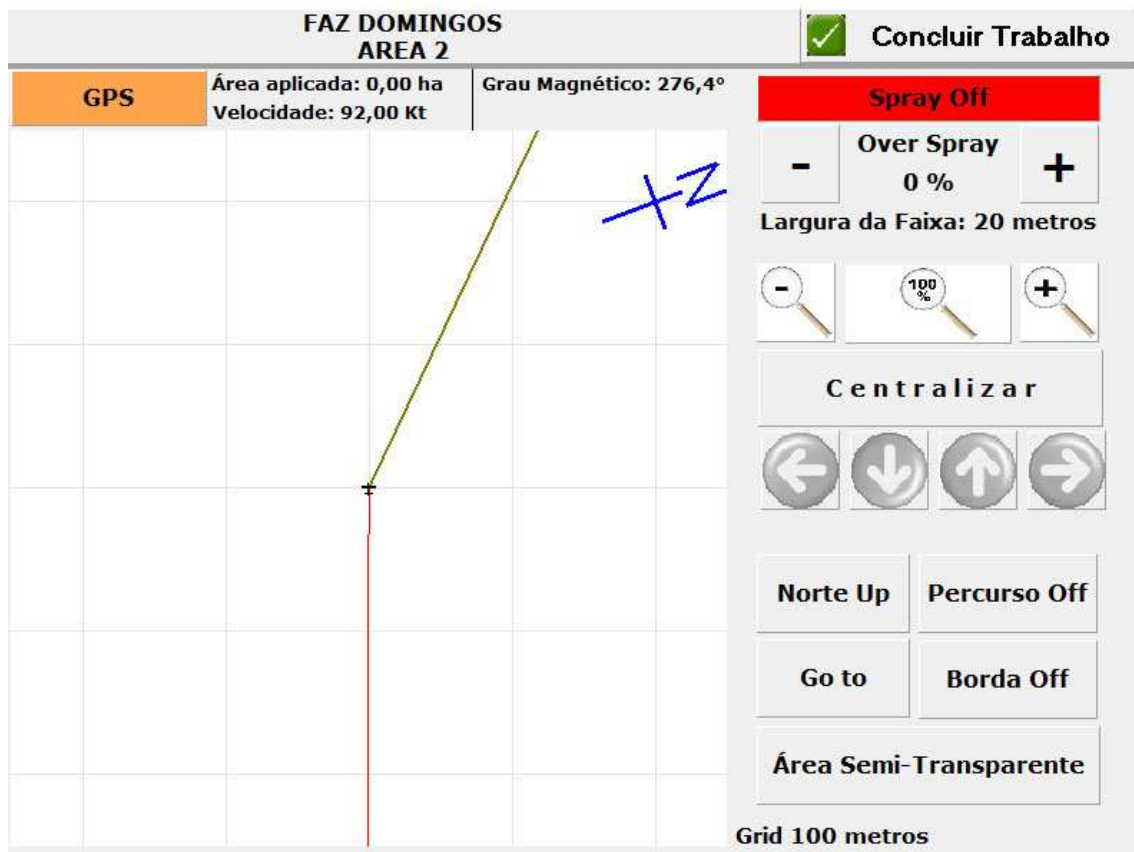 FAZ DOMINGOS
AREA 2
Concluir Trabalho
GPS
Área aplicada: 0,00 ha
Velocidade: 92,00 Kt
Grau Magnético: 276,4°
Spray Off
-
Over Spray
0 %
+
Largura da Faixa: 20 metros
N
-
100
%
+
Centralizar
Norte Up
Percurso Off
Go to
Borda Off
Área Semi-Transparente
Grid 100 metros